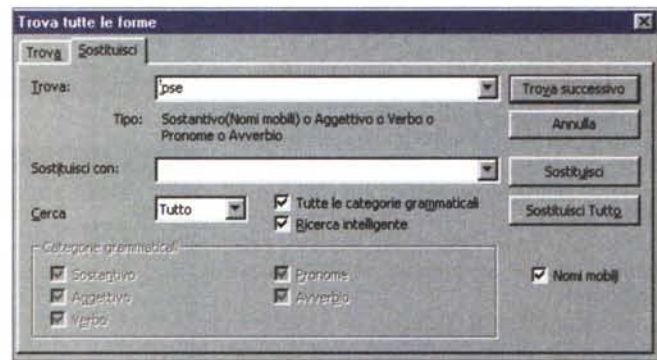 Trova tutte le forme
Trova Sostituisci
Trova: pse Trova successivo
Tipo: Sostantivo(Nomi mobili) o Aggettivo o Verbo o
Pronome o Avverbio
Annulla
Sostituisci con: Sostituisci
Cerca Tutto Tutte le categorie grammaticali Sostituisci Tutto
Ricerca intelligente
Categorie grammaticali
Sostantivo Pronome Nomi mobili
Aggettivo Avverbio
Verbo